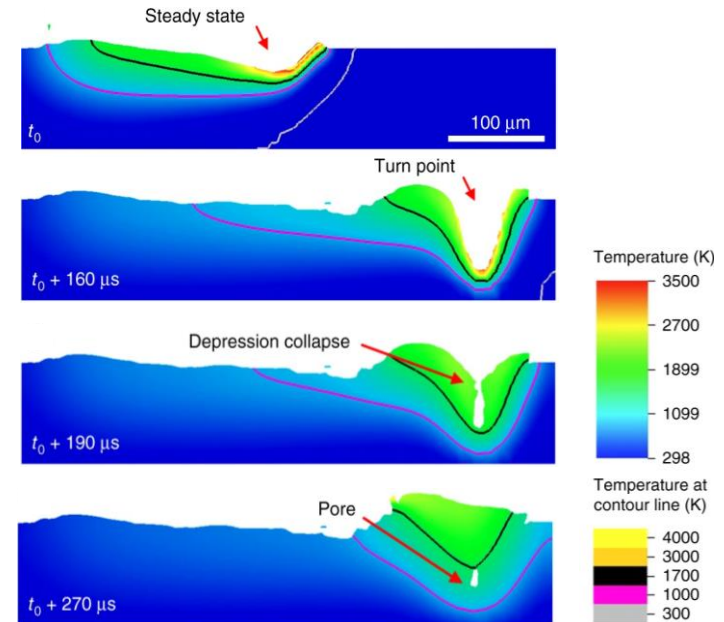 Steady state
t₀
100 μm
Turn point
t₀ + 160 μs
Depression collapse
t₀ + 190 μs
Pore
t₀ + 270 μs
Temperature (K)
3500
2700
1899
1099
298
Temperature at
contour line (K)
4000
3000
1700
1000
300